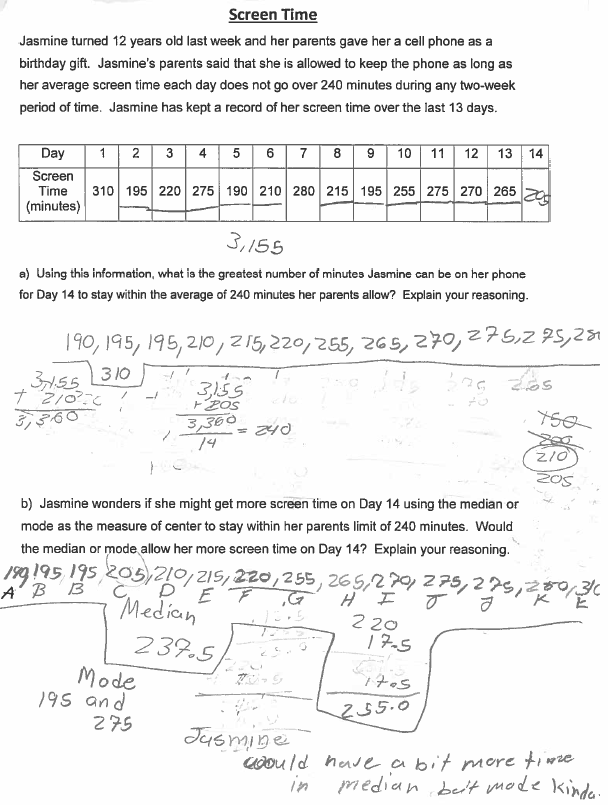 Screen Time
Jasmine turned 12 years old last week and her parents gave her a cell phone as a
birthday gift. Jasmine's parents said that she is allowed to keep the phone as long as
her average screen time each day does not go over 240 minutes during any two-week
period of time. Jasmine has kept a record of her screen time over the last 13 days.
Day 1 2 3 4 5 6 7 8 9 10 11 12 13 14
Screen Time (minutes) 310 195 220 275 190 210 280 215 195 255 275 270 265 205
3,155
a) Using this information, what is the greatest number of minutes Jasmine can be on her phone
for Day 14 to stay within the average of 240 minutes her parents allow? Explain your reasoning.
190, 195, 195, 210, 215, 220, 255, 265, 270, 275, 275, 280
310
3,155
+ 210
3,360
3,155
+ 205
3,360
14
= 240
150
200
210
205
b) Jasmine wonders if she might get more screen time on Day 14 using the median or
mode as the measure of center to stay within her parents limit of 240 minutes. Would
the median or mode allow her more screen time on Day 14? Explain your reasoning.
190 195, 195, 205, 210, 215, 220, 255, 265, 270, 275, 275, 280, 310
A B B C D E F G H I J J K
Median
237.5
220
17.5
17.5
255.0
Mode
195 and
275
Jasmine
would have a bit more time
in median, but mode kinda